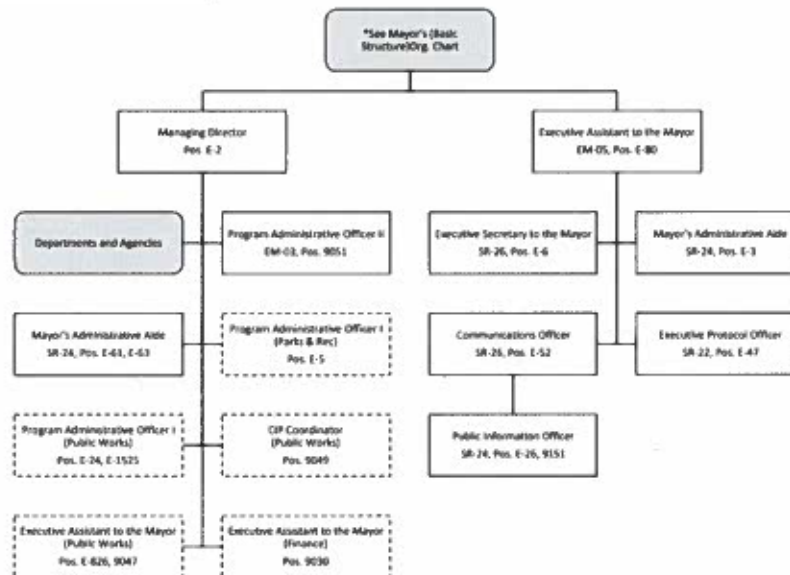 *See Mayor's (Basic
Structure)Org. Chart
Managing Director
Pos. E-2
Executive Assistant to the Mayor
EM-05, Pos. E-80
Departments and Agencies
Program Administrative Officer II
EM-03, Pos. 9051
Executive Secretary to the Mayor
SR-26, Pos. E-6
Mayor's Administrative Aide
SR-24, Pos. E-3
Mayor's Administrative Aide
SR-24, Pos. E-61, E-63
Program Administrative Officer I
(Parks & Rec)
Pos. E-5
Communications Officer
SR-26, Pos. E-52
Executive Protocol Officer
SR-22, Pos. E-47
Program Administrative Officer I
(Public Works)
Pos. E-24, E-1525
CIP Coordinator
(Public Works)
Pos. 9049
Public Information Officer
SR-24, Pos. E-26, 9151
Executive Assistant to the Mayor
(Public Works)
Pos. E-826, 9047
Executive Assistant to the Mayor
(Finance)
Pos. 9030